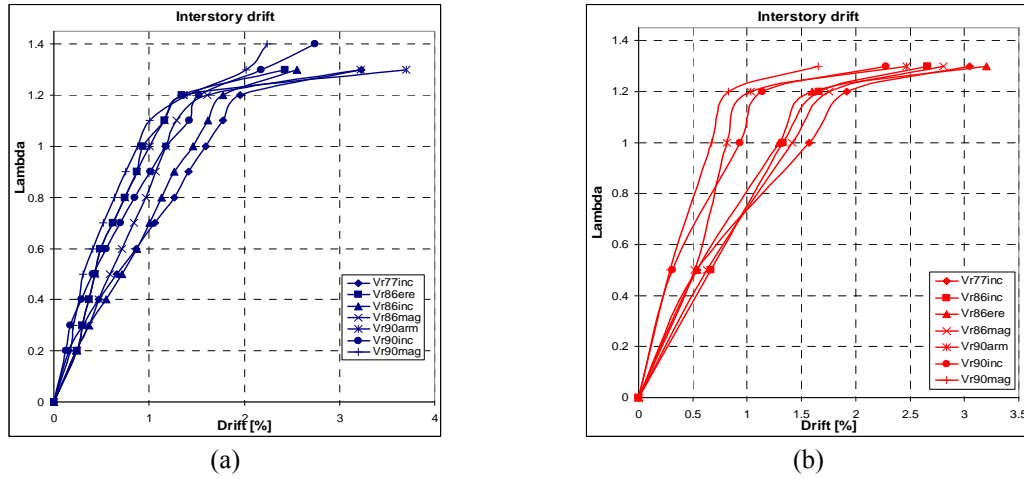 Interstory drift
1.4
1.2
1
0.8
0.6
0.4
0.2
0
Lambda
Vr77inc
Vr86ere
Vr86inc
Vr86mag
Vr90arm
Vr90inc
Vr90mag
0 1 2 3 4
Drift [%]
(a)
Interstory drift
1.4
1.2
1
0.8
0.6
0.4
0.2
0
Lambda
Vr77inc
Vr86inc
Vr86ere
Vr86mag
Vr90arm
Vr90inc
Vr90mag
0 0.5 1 1.5 2 2.5 3 3.5
Drift [%]
(b)